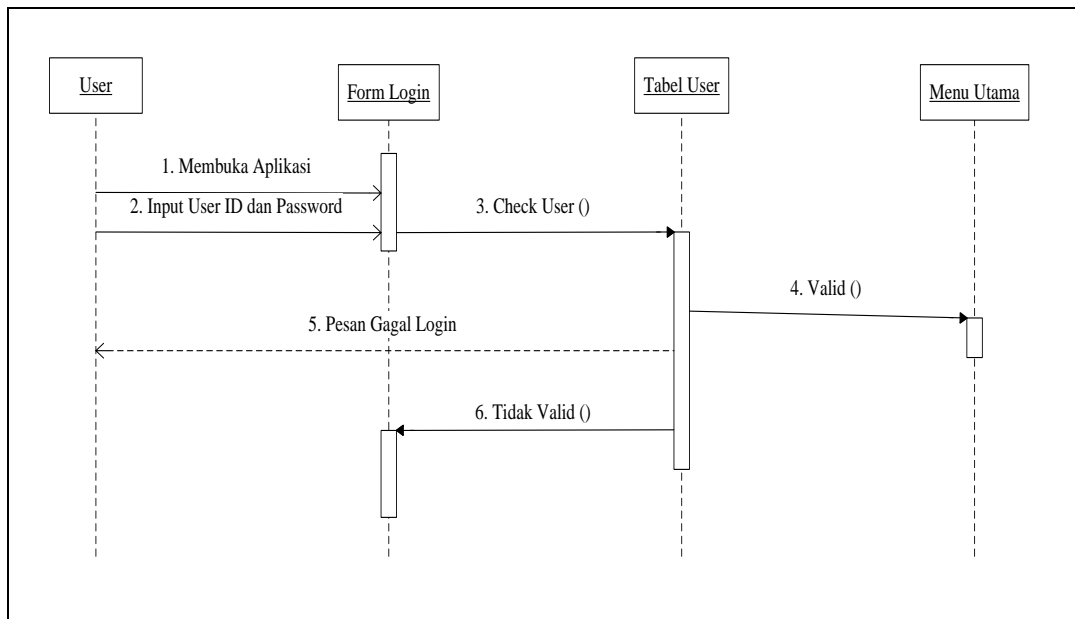 User
Form Login
Tabel User
Menu Utama
1. Membuka Aplikasi
2. Input User ID dan Password
3. Check User ()
4. Valid ()
5. Pesan Gagal Login
6. Tidak Valid ()